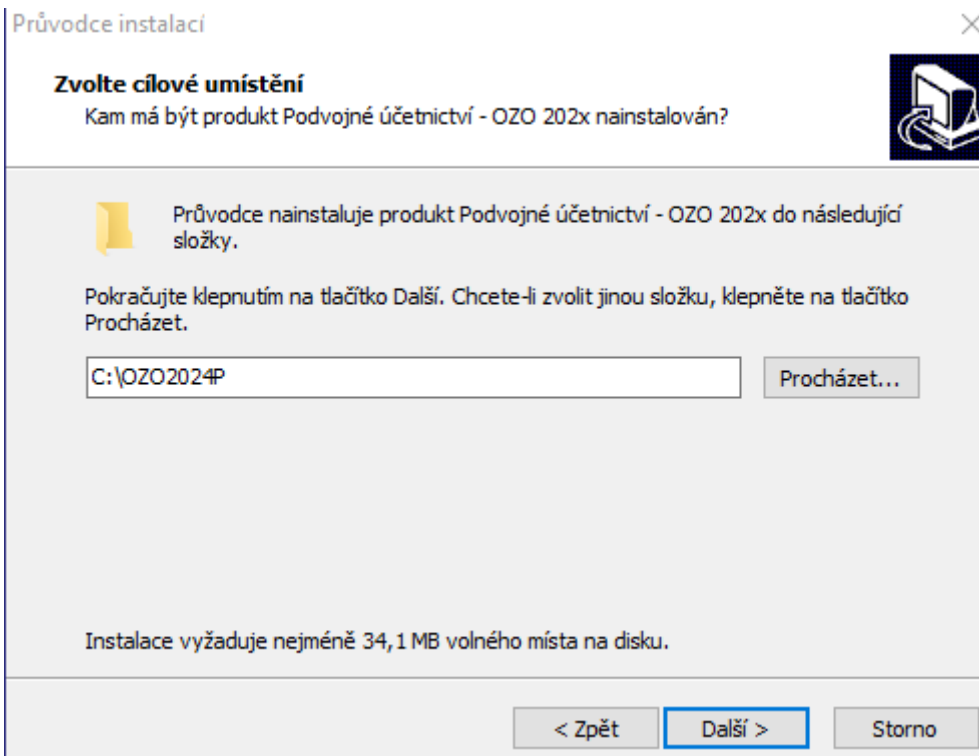 Průvodce instalací
Zvolte cílové umístění
Kam má být produkt Podvojné účetnictví - OZO 202x nainstalován?
Průvodce nainstaluje produkt Podvojné účetnictví - OZO 202x do následující
složky.
Pokračujte klepnutím na tlačítko Další. Chcete-li zvolit jinou složku, klepněte na tlačítko
Procházet.
C:\OZO2024P
Procházet...
Instalace vyžaduje nejméně 34,1 MB volného místa na disku.
< Zpět
Další >
Storno